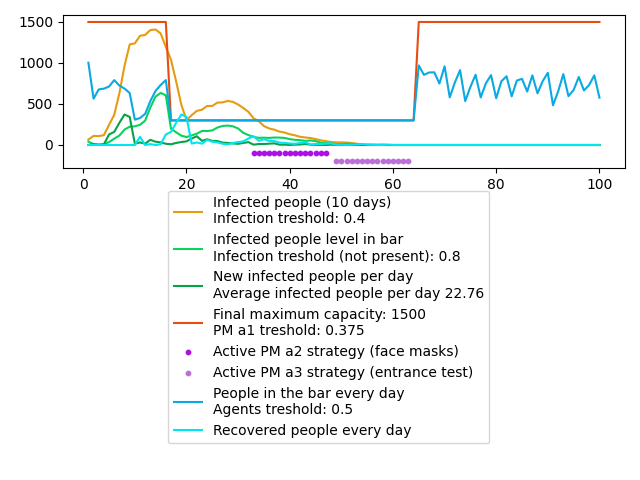 1500
1000
500
0
0 20 40 60 80 100
Infected people (10 days)
Infection treshold: 0.4
Infected people level in bar
Infection treshold (not present): 0.8
New infected people per day
Average infected people per day 22.76
Final maximum capacity: 1500
PM a1 treshold: 0.375
Active PM a2 strategy (face masks)
Active PM a3 strategy (entrance test)
People in the bar every day
Agents treshold: 0.5
Recovered people every day